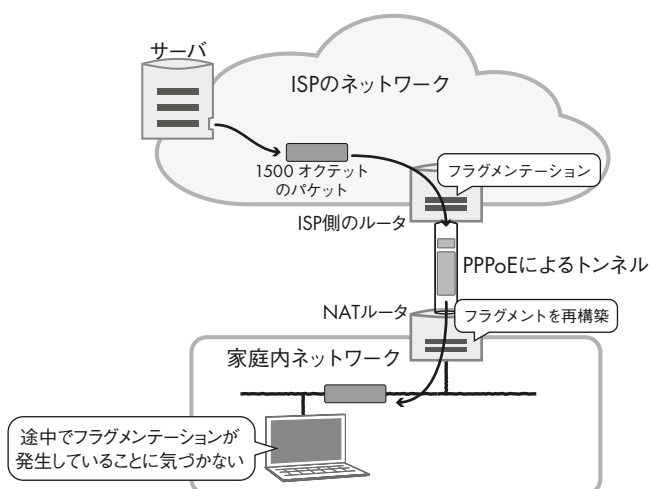 サーバ
ISPのネットワーク
1500 オクテット
のパケット
フラグメンテーション
ISP側のルータ
PPPoEによるトンネル
NATルータ
フラグメントを再構築
家庭内ネットワーク
途中でフラグメンテーションが
発生していることに気づかない